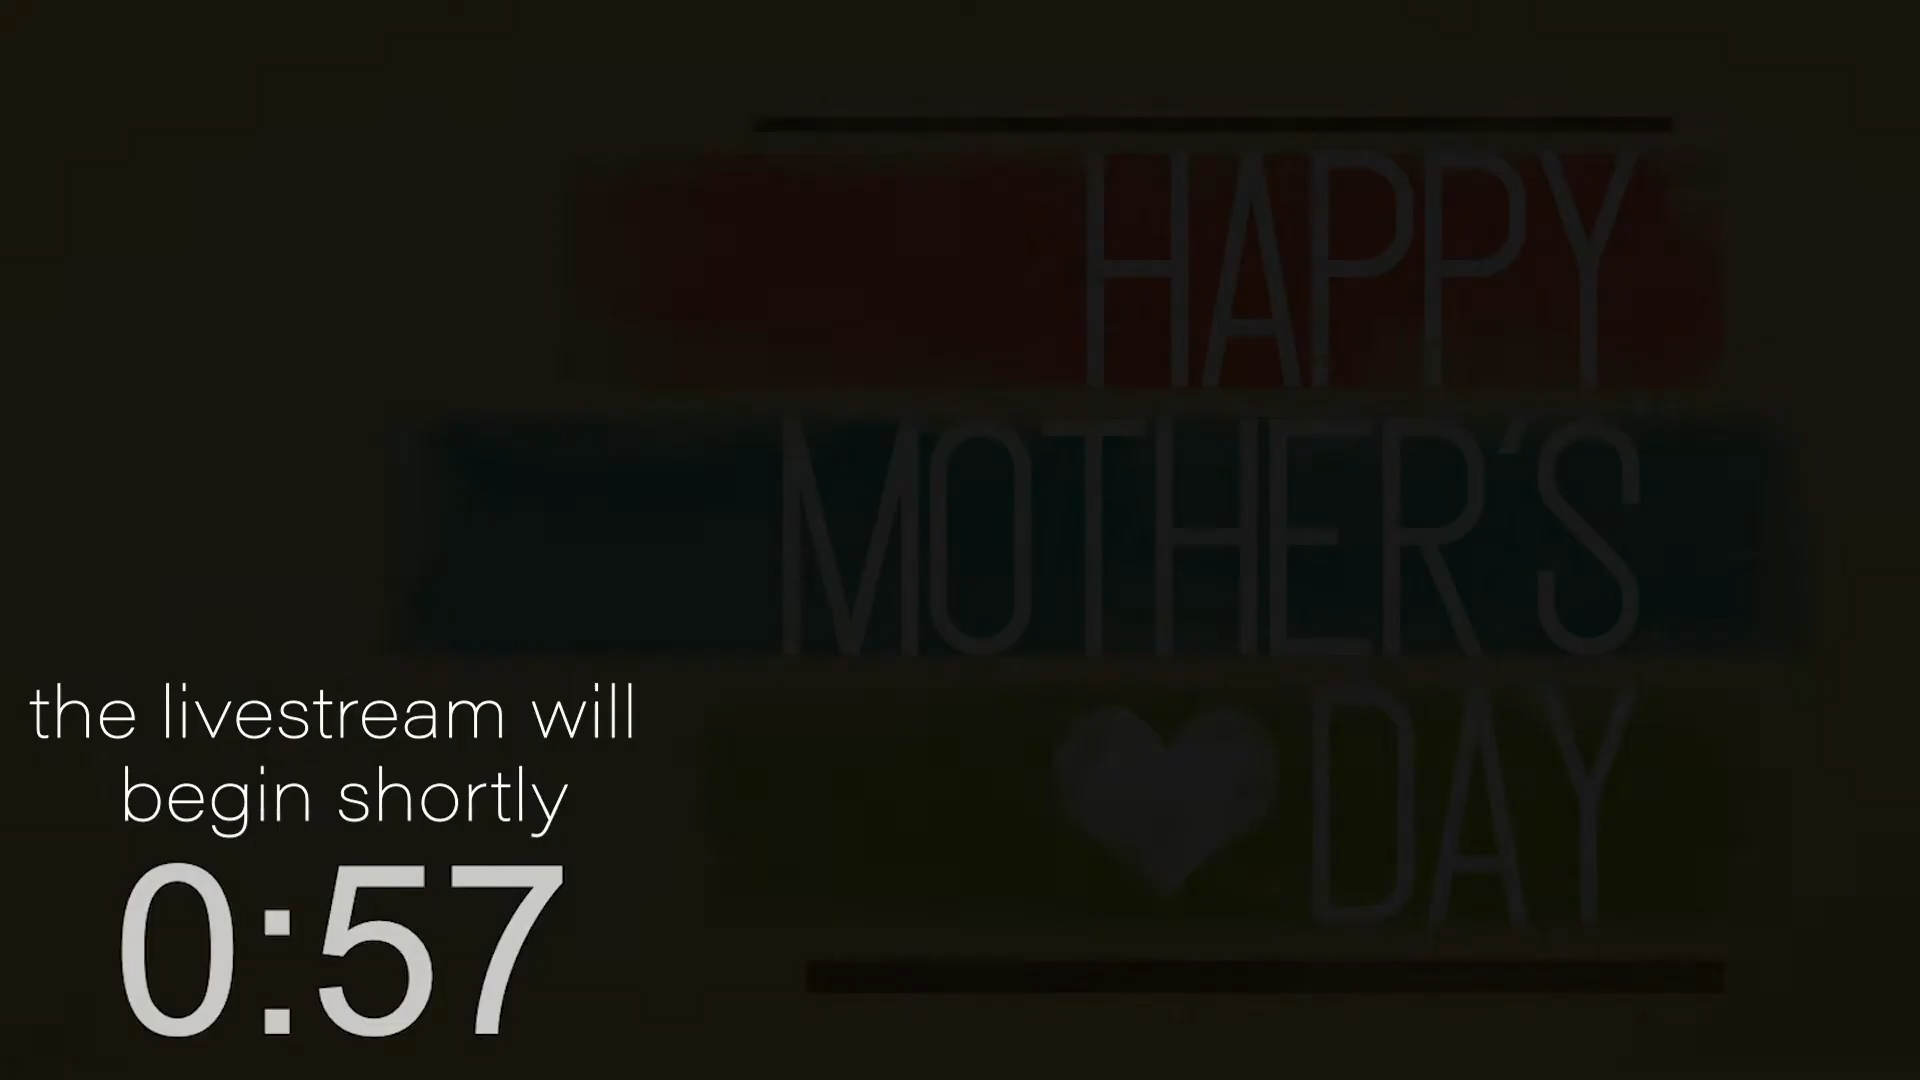 HAPPY
MOTHER'S
DAY
the livestream will
begin shortly
0:57